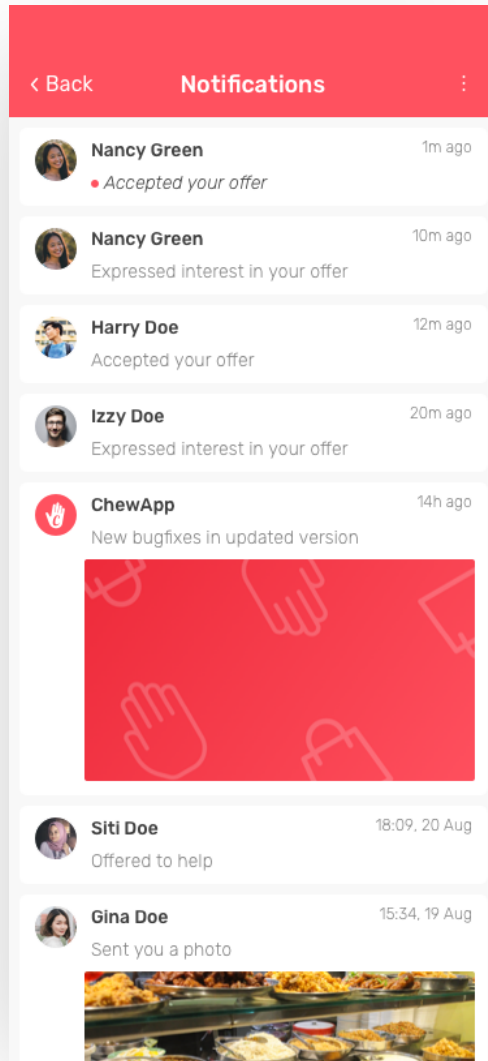 Back
Notifications
Nancy Green
1m ago
Accepted your offer
Nancy Green
10m ago
Expressed interest in your offer
Harry Doe
12m ago
Accepted your offer
Izzy Doe
20m ago
Expressed interest in your offer
ChewApp
14h ago
New bugfixes in updated version
Siti Doe
18:09, 20 Aug
Offered to help
Gina Doe
15:34, 19 Aug
Sent you a photo